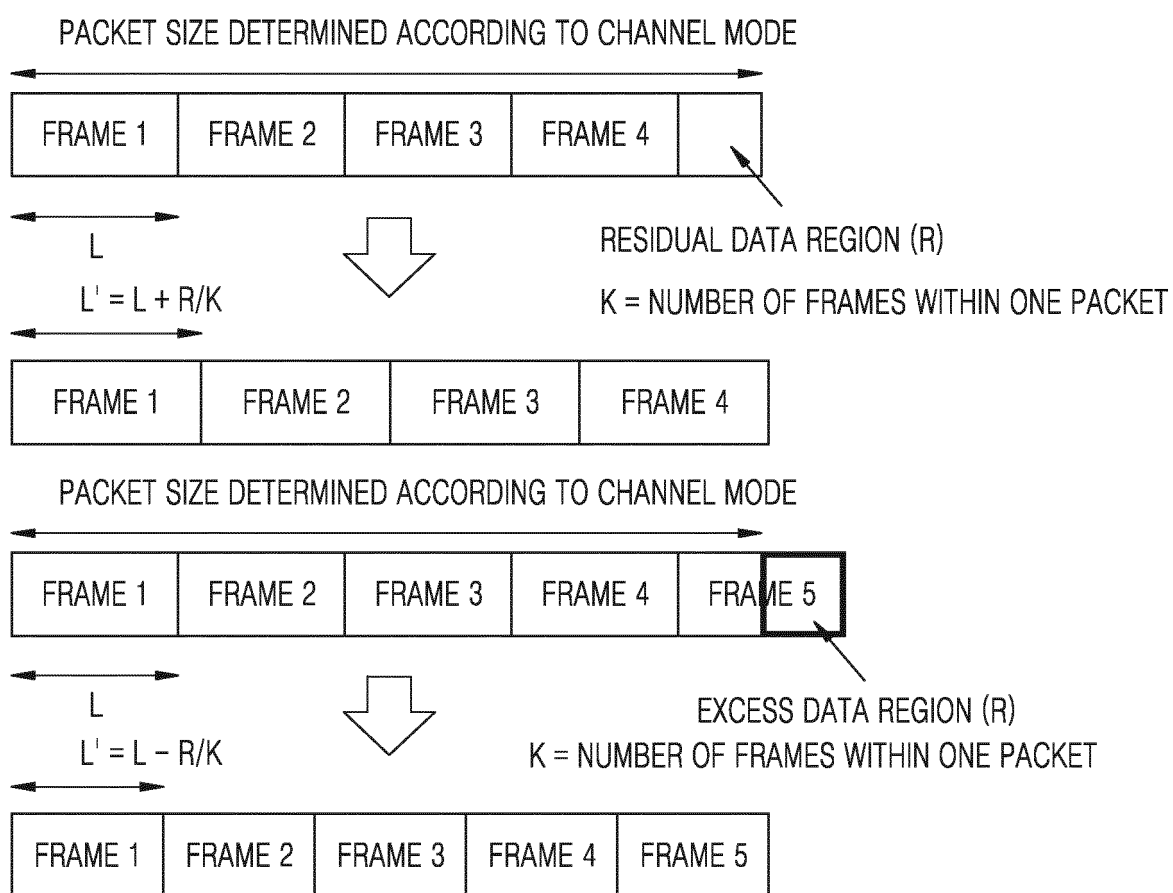 PACKET SIZE DETERMINED ACCORDING TO CHANNEL MODE
FRAME 1 FRAME 2 FRAME 3 FRAME 4
L
RESIDUAL DATA REGION (R)
L' = L + R/K
K = NUMBER OF FRAMES WITHIN ONE PACKET
FRAME 1 FRAME 2 FRAME 3 FRAME 4
PACKET SIZE DETERMINED ACCORDING TO CHANNEL MODE
FRAME 1 FRAME 2 FRAME 3 FRAME 4 FRAME 5
L
EXCESS DATA REGION (R)
L' = L − R/K
K = NUMBER OF FRAMES WITHIN ONE PACKET
FRAME 1 FRAME 2 FRAME 3 FRAME 4 FRAME 5